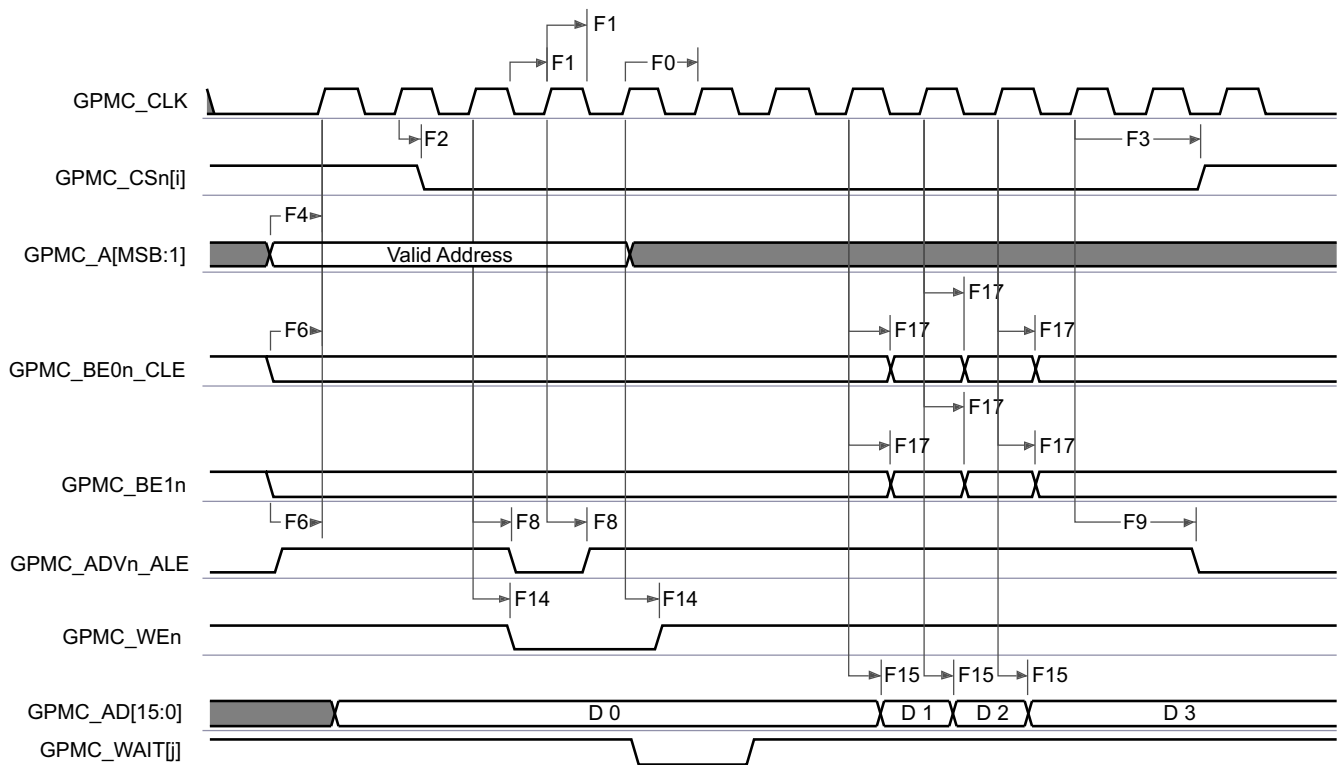 F1
F1
F0
GPMC_CLK
F2
F3
GPMC_CSn[i]
F4
GPMC_A[MSB:1]
Valid Address
F17
F6
F17
F17
GPMC_BE0n_CLE
F17
F17
F17
GPMC_BE1n
F6
F8
F8
F9
GPMC_ADVn_ALE
F14
F14
GPMC_WEn
F15
F15
F15
GPMC_AD[15:0]
D 0
D 1
D 2
D 3
GPMC_WAIT[j]